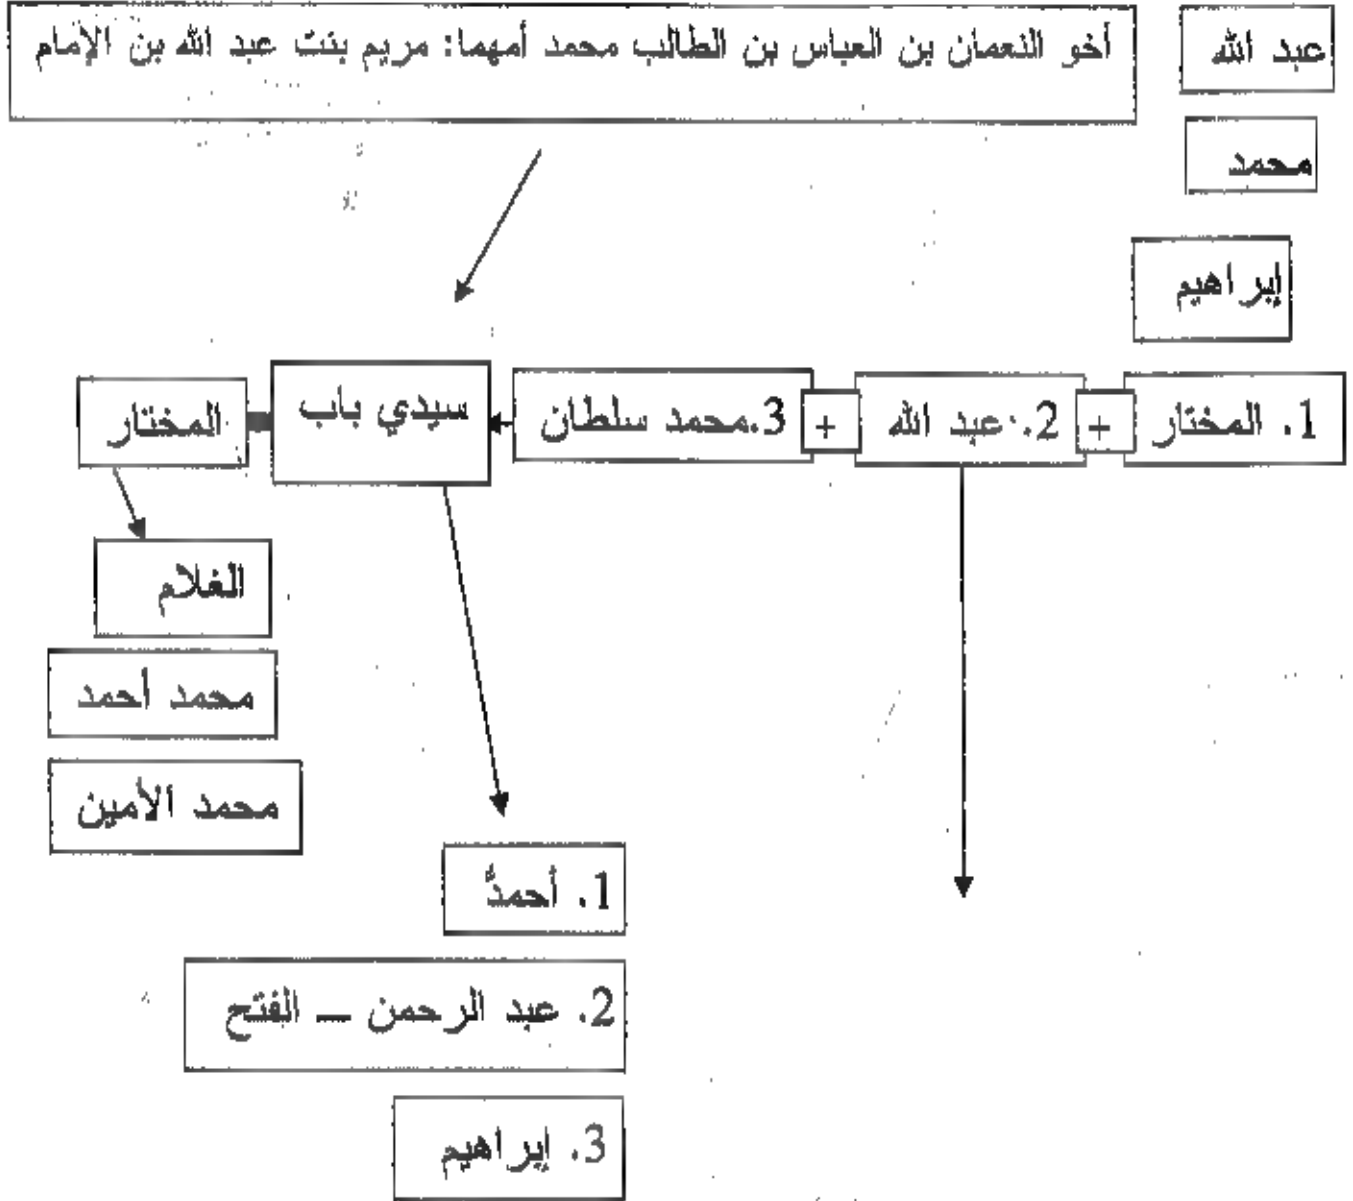 عبد الله
أخو النعمان بن العباس بن الطالب محمد أمهما: مريم بنت عبد الله بن الإمام
محمد
إبراهيم
1. المختار + 2. عبد الله + 3.محمد سلطان سيدي باب المختار
الغلام
محمد أحمد
محمد الأمين
1. أحمدُّ
2. عبد الرحمن – الفتح
3. إبراهيم